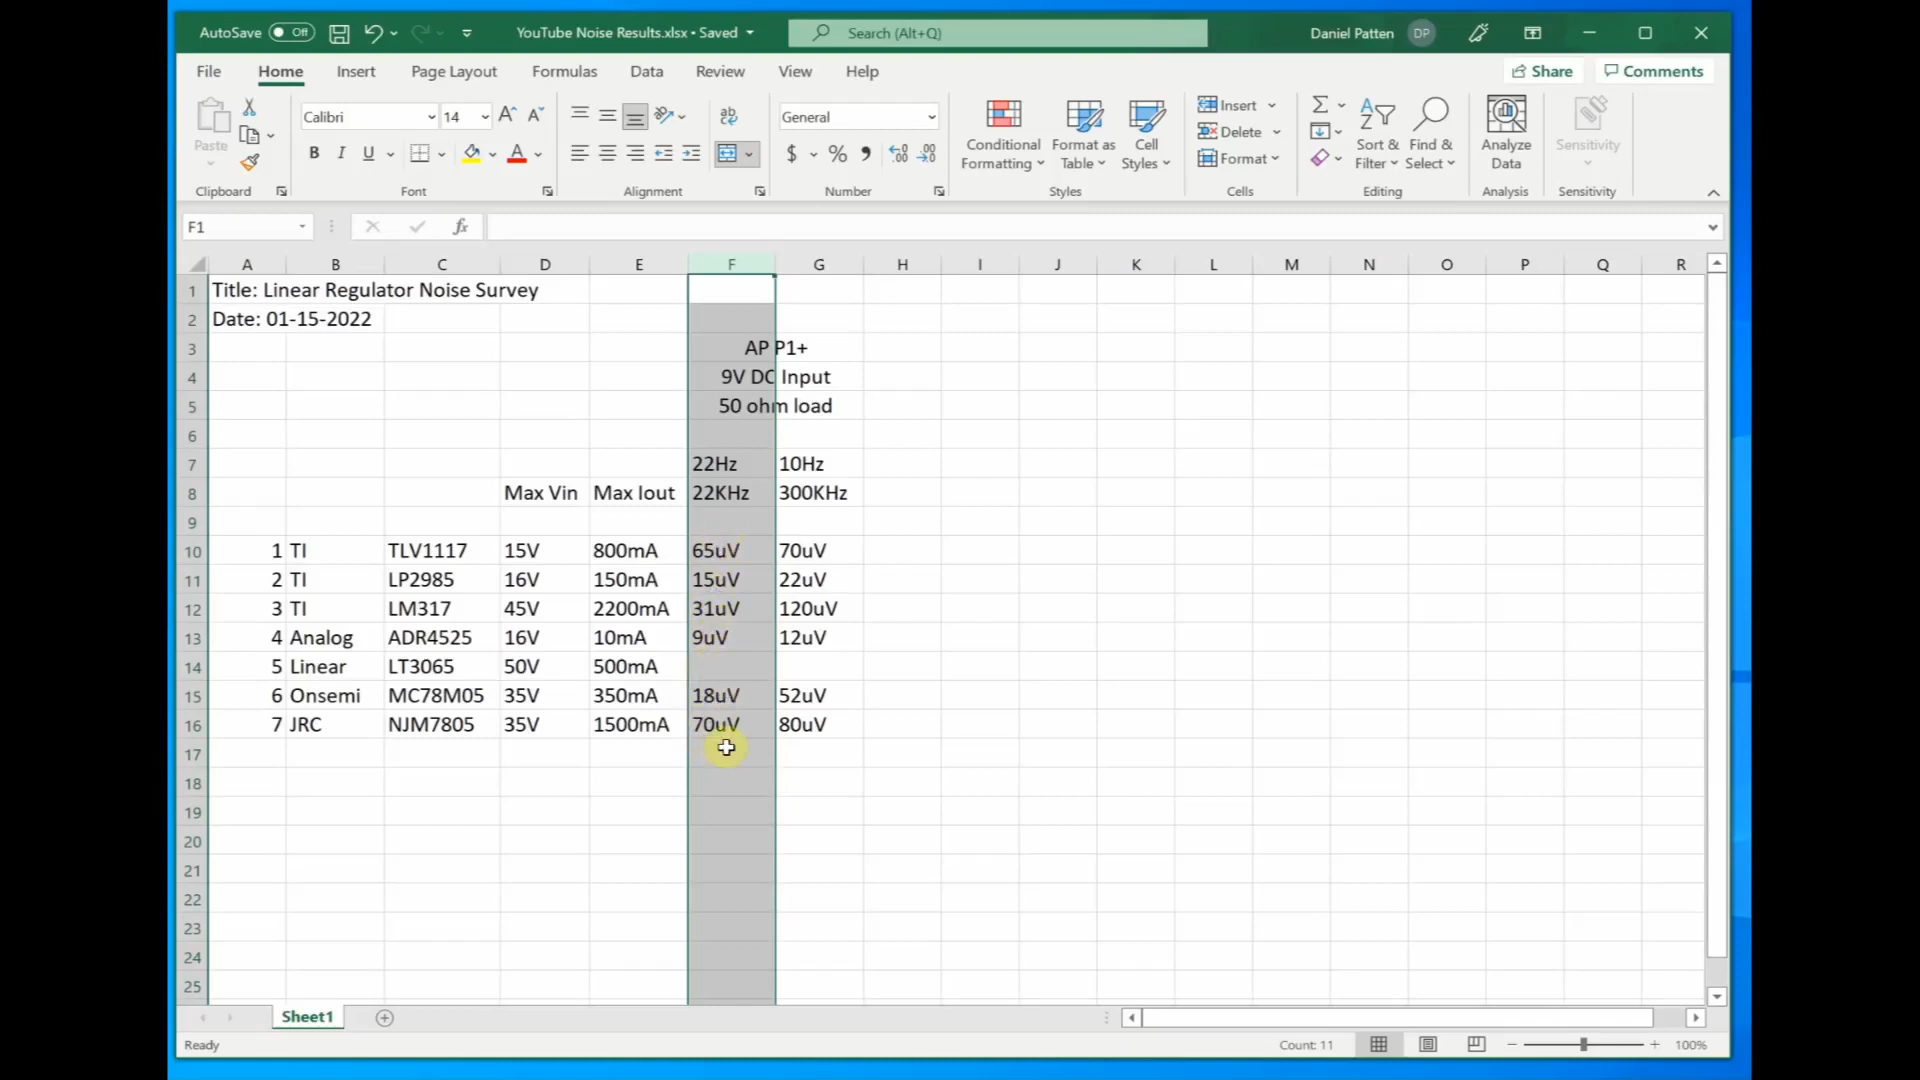 AutoSave Off YouTube Noise Results.xlsx • Saved Search (Alt+Q) Daniel Patten DP
File Home Insert Page Layout Formulas Data Review View Help Share Comments
Calibri 14 General Insert Σ
Paste Conditional Format as Cell Delete Sort & Find & Analyze Sensitivity
B I U A $ % Formatting Table Styles Format Filter Select Data
Clipboard Font Alignment Number Styles Cells Editing Analysis Sensitivity
F1 fx
A B C D E F G H I J K L M N O P Q R
1 Title: Linear Regulator Noise Survey
2 Date: 01-15-2022
3 AP P1+
4 9V DC Input
5 50 ohm load
6
7 22Hz 10Hz
8 Max Vin Max Iout 22KHz 300KHz
9
10 1 TI TLV1117 15V 800mA 65uV 70uV
11 2 TI LP2985 16V 150mA 15uV 22uV
12 3 TI LM317 45V 2200mA 31uV 120uV
13 4 Analog ADR4525 16V 10mA 9uV 12uV
14 5 Linear LT3065 50V 500mA
15 6 Onsemi MC78M05 35V 350mA 18uV 52uV
16 7 JRC NJM7805 35V 1500mA 70uV 80uV
17
18
19
20
21
22
23
24
25
Sheet1
Ready Count: 11 100%